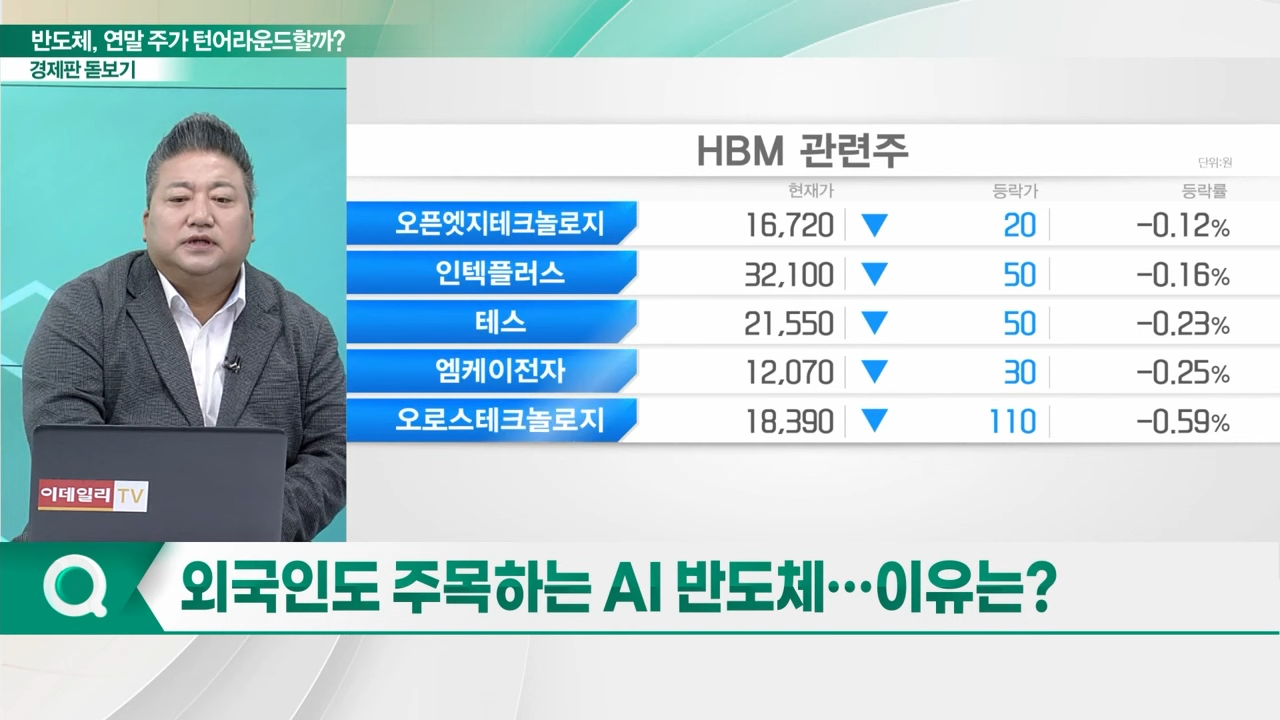 반도체, 연말 주가 턴어라운드할까?
경제판 돋보기
HBM 관련주
단위:원
현재가 등락가 등락률
오픈엣지테크놀로지 16,720 ▼ 20 -0.12%
인텍플러스 32,100 ▼ 50 -0.16%
테스 21,550 ▼ 50 -0.23%
엠케이전자 12,070 ▼ 30 -0.25%
오로스테크놀로지 18,390 ▼ 110 -0.59%
이데일리 TV
Q 외국인도 주목하는 AI 반도체…이유는?